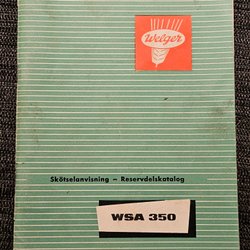 Welger
Skötselanvisning – Reservdelskatalog
WSA 350